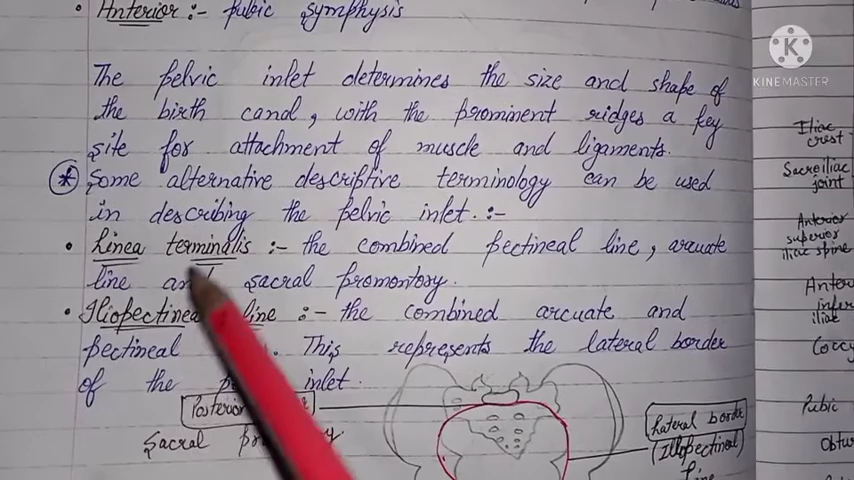 • Anterior :- pubic symphysis
The pelvic inlet determines the size and shape of
the birth canal, with the prominent ridges a key
site for attachment of muscle and ligaments.
* Some alternative descriptive terminology can be used
in describing the pelvic inlet. :-
• Linea terminalis :- the combined pectineal line, arcuate
line and sacral promontory.
• Iliopectineal line :- the combined arcuate and
pectineal. This represents the lateral border
of the inlet.
Posterior
Sacral
Lateral border
(Illopectineal)
line
K
KINEMASTER
Iliac
crest
Sacroiliac
joint
Anterior
superior
iliac spine
Pubic